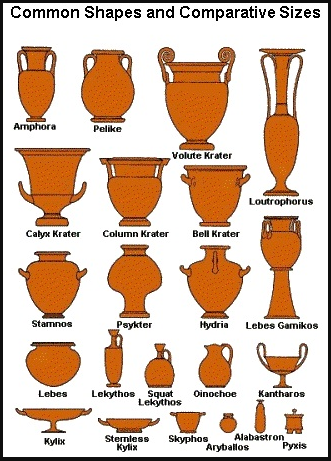 Common Shapes and Comparative Sizes
Amphora
Pelike
Volute Krater
Loutrophorus
Calyx Krater
Column Krater
Bell Krater
Stamnos
Psykter
Hydria
Lebes Gamikos
Lebes
Lekythos
Squat
Lekythos
Oinochoe
Kantharos
Kylix
Stemless
Kylix
Skyphos
Aryballos
Alabastron
Pyxis